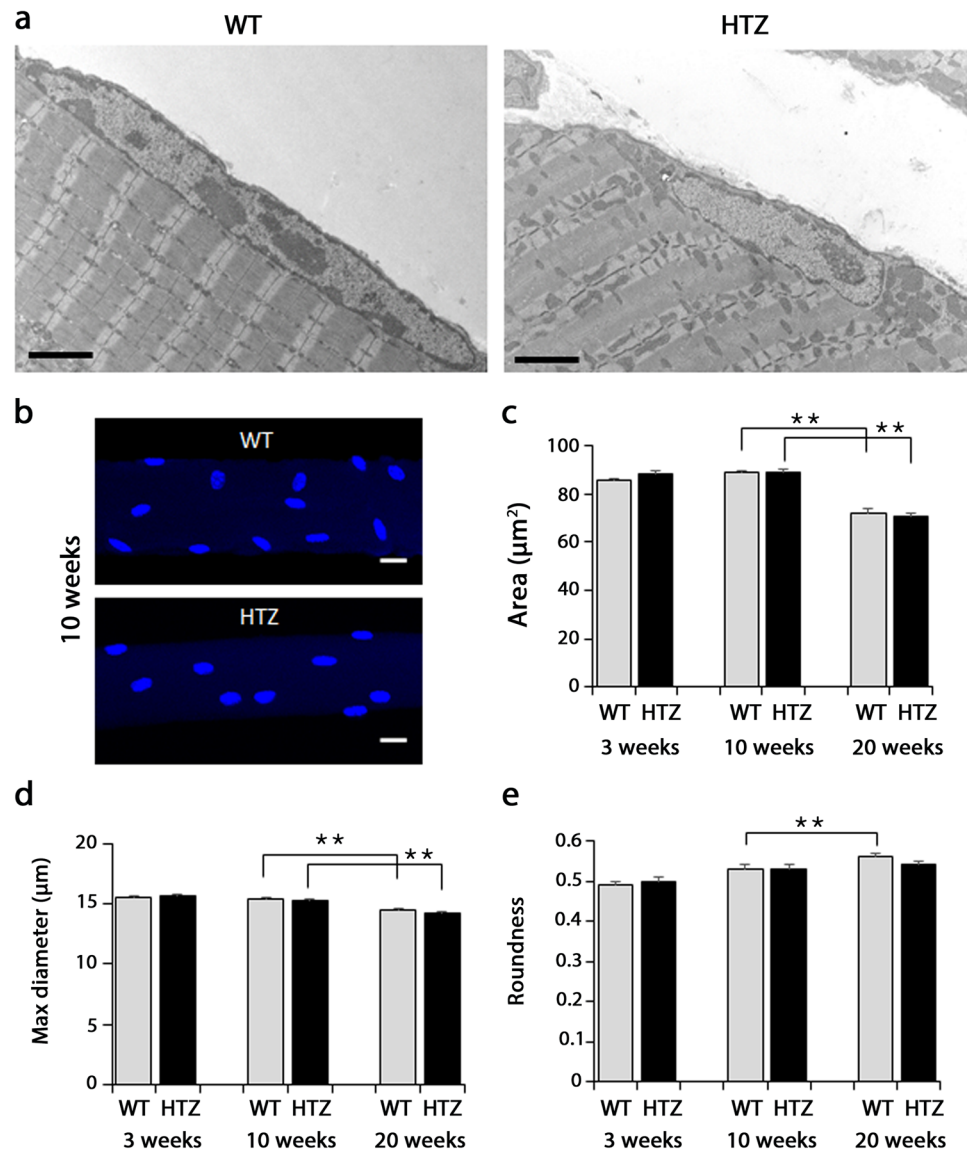 a
WT HTZ
b
10 weeks
WT
HTZ
c
Area (µm²)
100
80
60
40
20
0
** **
WT HTZ WT HTZ WT HTZ
3 weeks 10 weeks 20 weeks
d
Max diameter (µm)
20
15
10
5
0
** **
WT HTZ WT HTZ WT HTZ
3 weeks 10 weeks 20 weeks
e
Roundness
0.6
0.5
0.4
0.3
0.2
0.1
0
**
WT HTZ WT HTZ WT HTZ
3 weeks 10 weeks 20 weeks